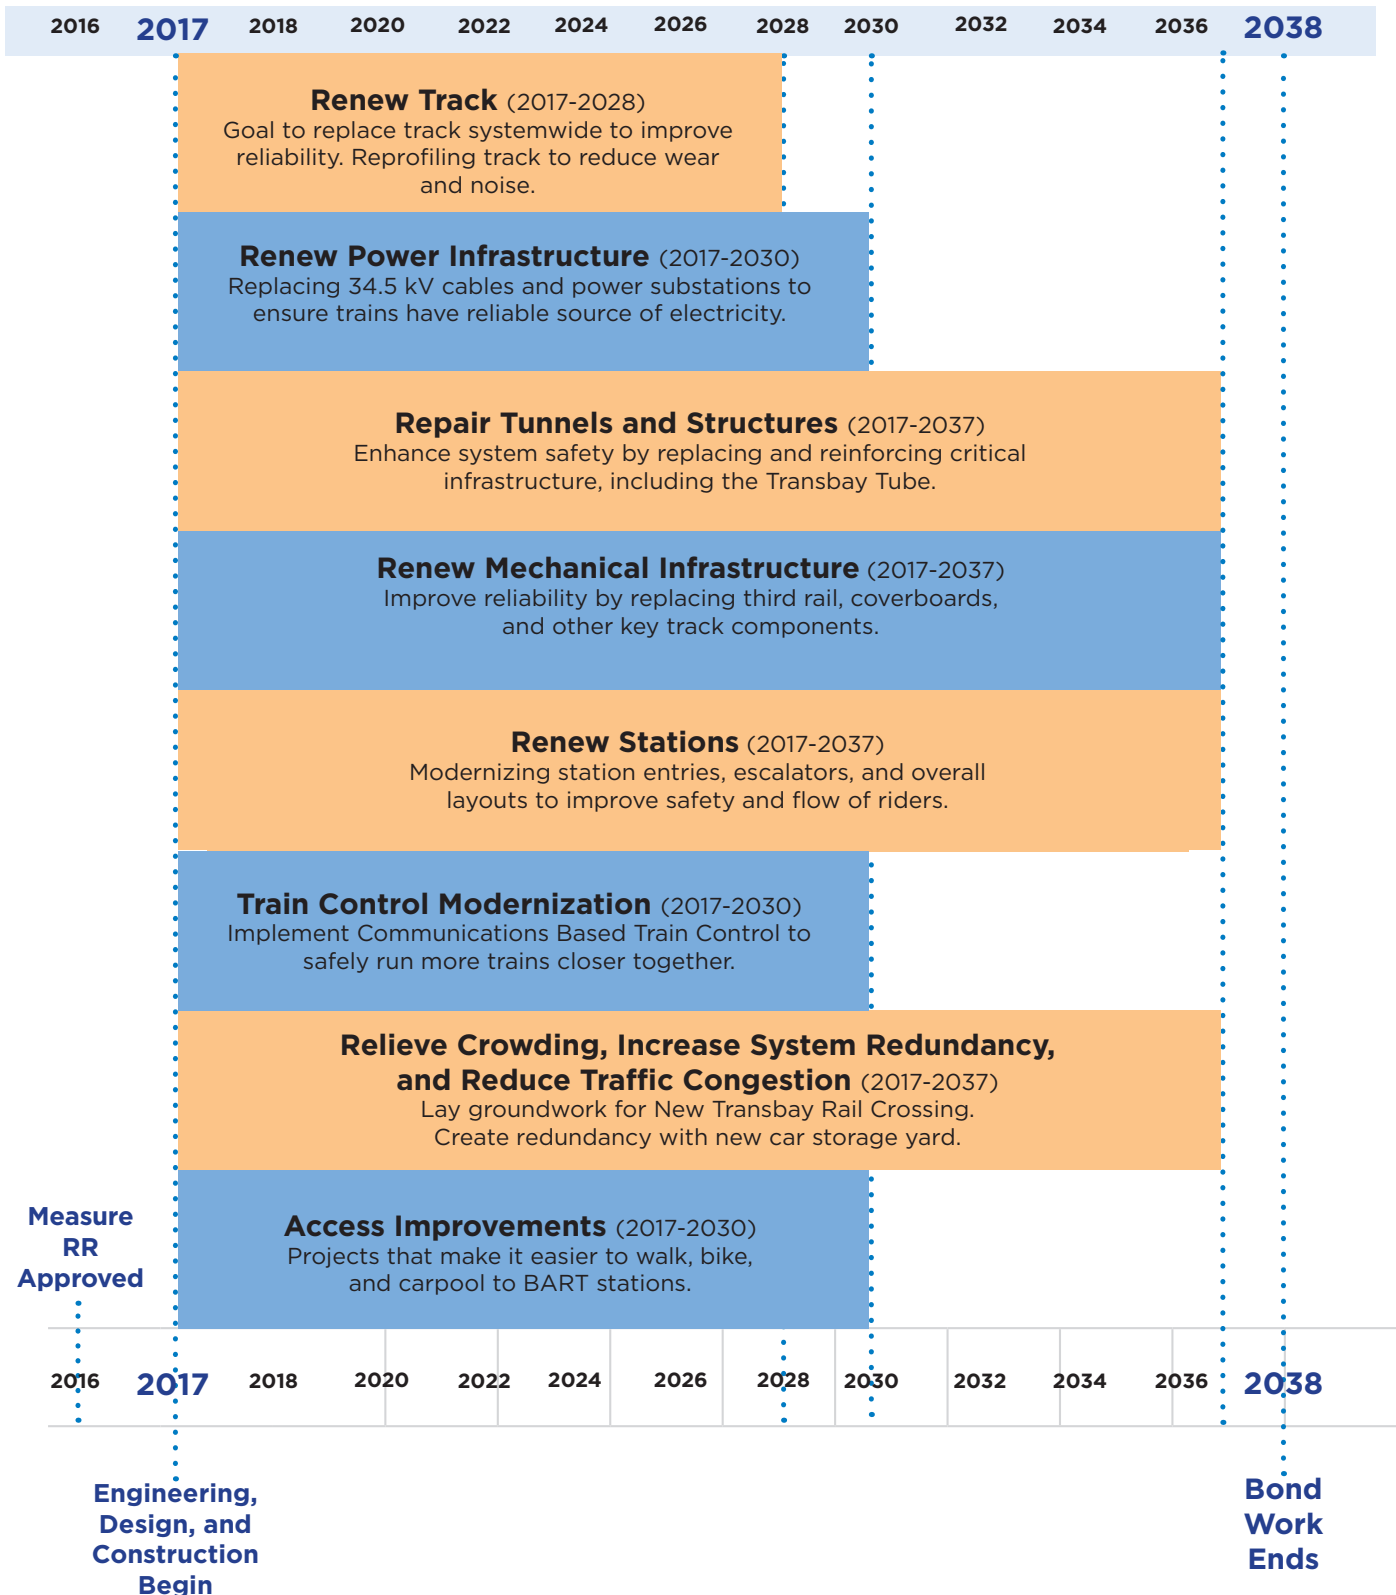 2016 2017 2018 2020 2022 2024 2026 2028 2030 2032 2034 2036 2038
Renew Track (2017-2028)
Goal to replace track systemwide to improve
reliability. Reprofiling track to reduce wear
and noise.
Renew Power Infrastructure (2017-2030)
Replacing 34.5 kV cables and power substations to
ensure trains have reliable source of electricity.
Repair Tunnels and Structures (2017-2037)
Enhance system safety by replacing and reinforcing critical
infrastructure, including the Transbay Tube.
Renew Mechanical Infrastructure (2017-2037)
Improve reliability by replacing third rail, coverboards,
and other key track components.
Renew Stations (2017-2037)
Modernizing station entries, escalators, and overall
layouts to improve safety and flow of riders.
Train Control Modernization (2017-2030)
Implement Communications Based Train Control to
safely run more trains closer together.
Relieve Crowding, Increase System Redundancy,
and Reduce Traffic Congestion (2017-2037)
Lay groundwork for New Transbay Rail Crossing.
Create redundancy with new car storage yard.
Access Improvements (2017-2030)
Projects that make it easier to walk, bike,
and carpool to BART stations.
Measure
RR
Approved
2016 2017 2018 2020 2022 2024 2026 2028 2030 2032 2034 2036 2038
Engineering,
Design, and
Construction
Begin
Bond
Work
Ends